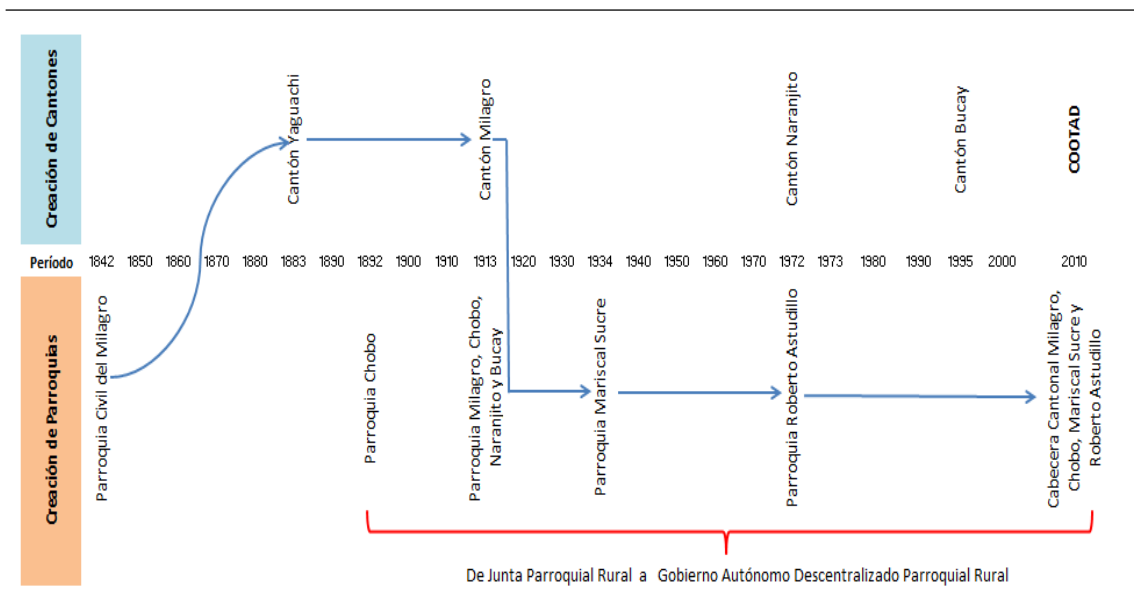 Creación de Cantones
Cantón Yaguachi
Cantón Milagro
Cantón Naranjito
Cantón Bucay
COOTAD
Período 1842 1850 1860 1870 1880 1883 1890 1892 1900 1910 1913 1920 1930 1934 1940 1950 1960 1970 1972 1973 1980 1990 1995 2000 2010
Creación de Parroquias
Parroquia Civil del Milagro
Parroquia Chobo
Parroquia Milagro, Chobo,
Naranjito y Bucay
Parroquia Mariscal Sucre
Parroquia Roberto Astudillo
Cabecera Cantonal Milagro,
Chobo, Mariscal Sucre y
Roberto Astudillo
De Junta Parroquial Rural a Gobierno Autónomo Descentralizado Parroquial Rural